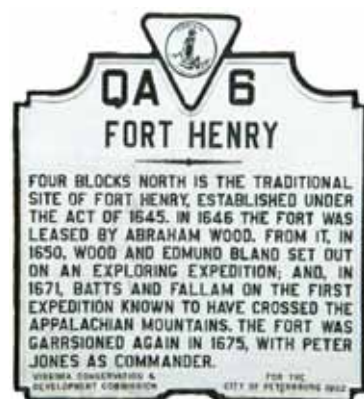 QA 6
FORT HENRY
FOUR BLOCKS NORTH IS THE TRADITIONAL
SITE OF FORT HENRY, ESTABLISHED UNDER
THE ACT OF 1645. IN 1646 THE FORT WAS
LEASED BY ABRAHAM WOOD. FROM IT, IN
1650, WOOD AND EDMUND BLAND SET OUT
ON AN EXPLORING EXPEDITION; AND, IN
1671, BATTS AND FALLAM ON THE FIRST
EXPEDITION KNOWN TO HAVE CROSSED THE
APPALACHIAN MOUNTAINS. THE FORT WAS
GARRSIONED AGAIN IN 1675, WITH PETER
JONES AS COMMANDER.
VIRGINIA CONSERVATION & FOR THE
DEVELOPMENT COMMISSION CITY OF PETERSBURG